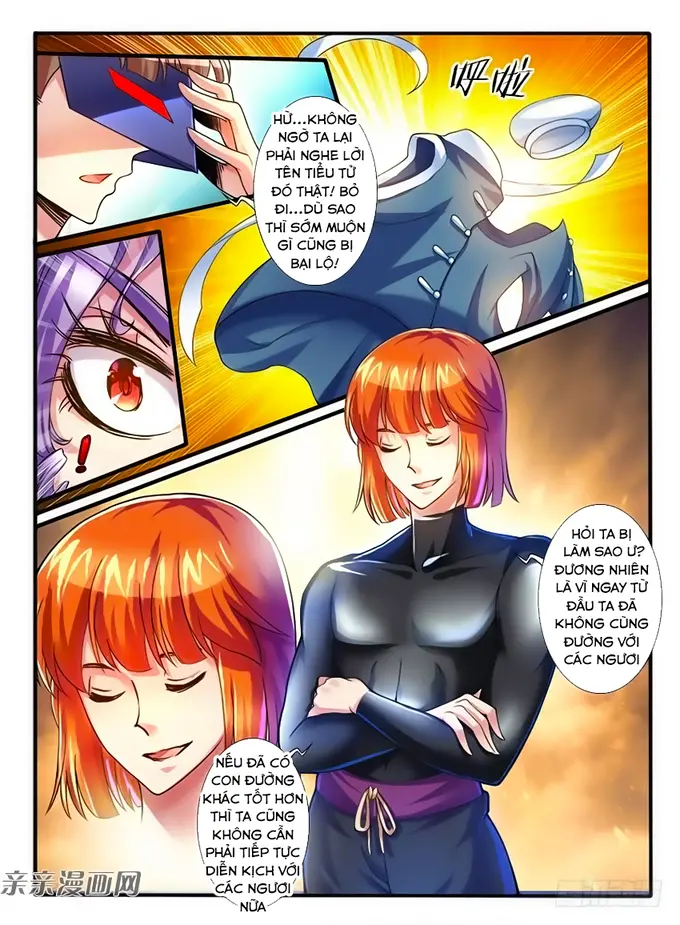 呼啦
HỪ...KHÔNG
NGỜ TA LẠI
PHẢI NGHE LỜI
TÊN TIỂU TỬ
ĐÓ THẬT! BỎ
ĐI...DÙ SAO
THÌ SỚM MUỘN
GÌ CŨNG BỊ
BẠI LỘ!
!
HỎI TA BỊ
LÀM SAO Ư?
ĐƯƠNG NHIÊN
LÀ VÌ NGAY TỪ
ĐẦU TA ĐÃ
KHÔNG CÙNG
ĐƯỜNG VỚI
CÁC NGƯƠI
NẾU ĐÃ CÓ
CON ĐƯỜNG
KHÁC TỐT HƠN
THÌ TA CŨNG
KHÔNG CẦN
PHẢI TIẾP TỤC
DIỄN KỊCH VỚI
CÁC NGƯƠI
NỮA
亲亲漫画网